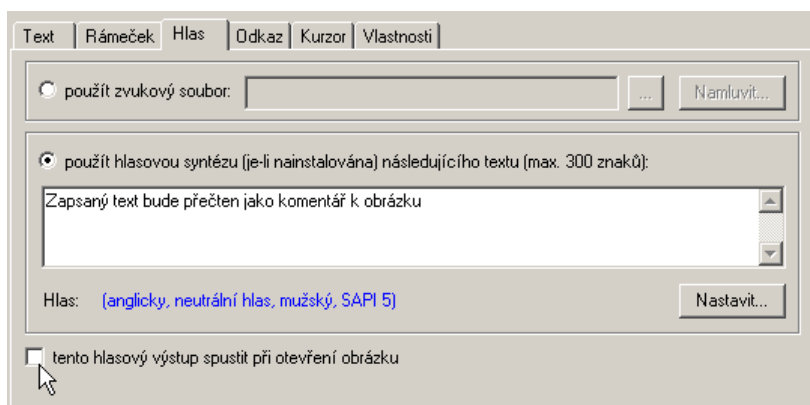 Text Rámeček Hlas Odkaz Kurzor Vlastnosti
použít zvukový soubor: ... Namluvit...
použít hlasovou syntézu (je-li nainstalována) následujícího textu (max. 300 znaků):
Zapsaný text bude přečten jako komentář k obrázku
Hlas: (anglicky, neutrální hlas, mužský, SAPI 5) Nastavit...
tento hlasový výstup spustit při otevření obrázku